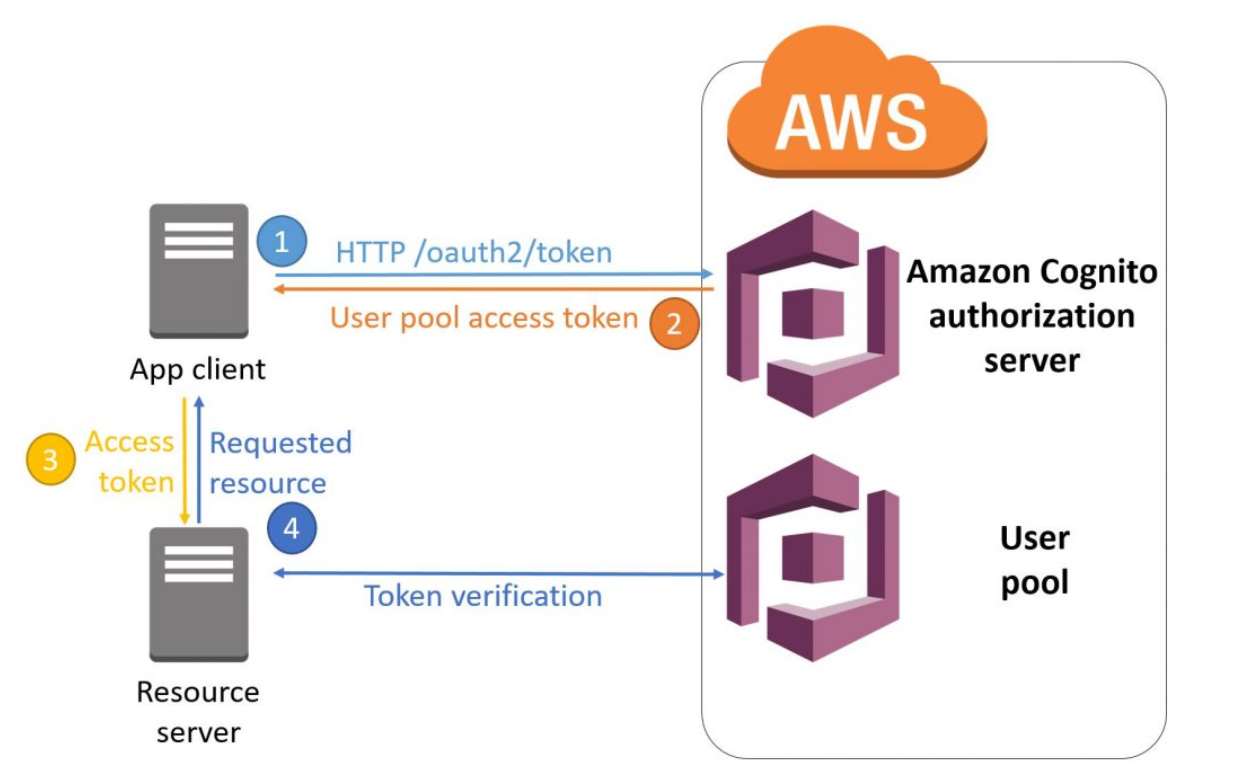 AWS
1
HTTP /oauth2/token
User pool access token
2
Amazon Cognito
authorization
server
App client
3
Access
token
Requested
resource
4
Token verification
User
pool
Resource
server